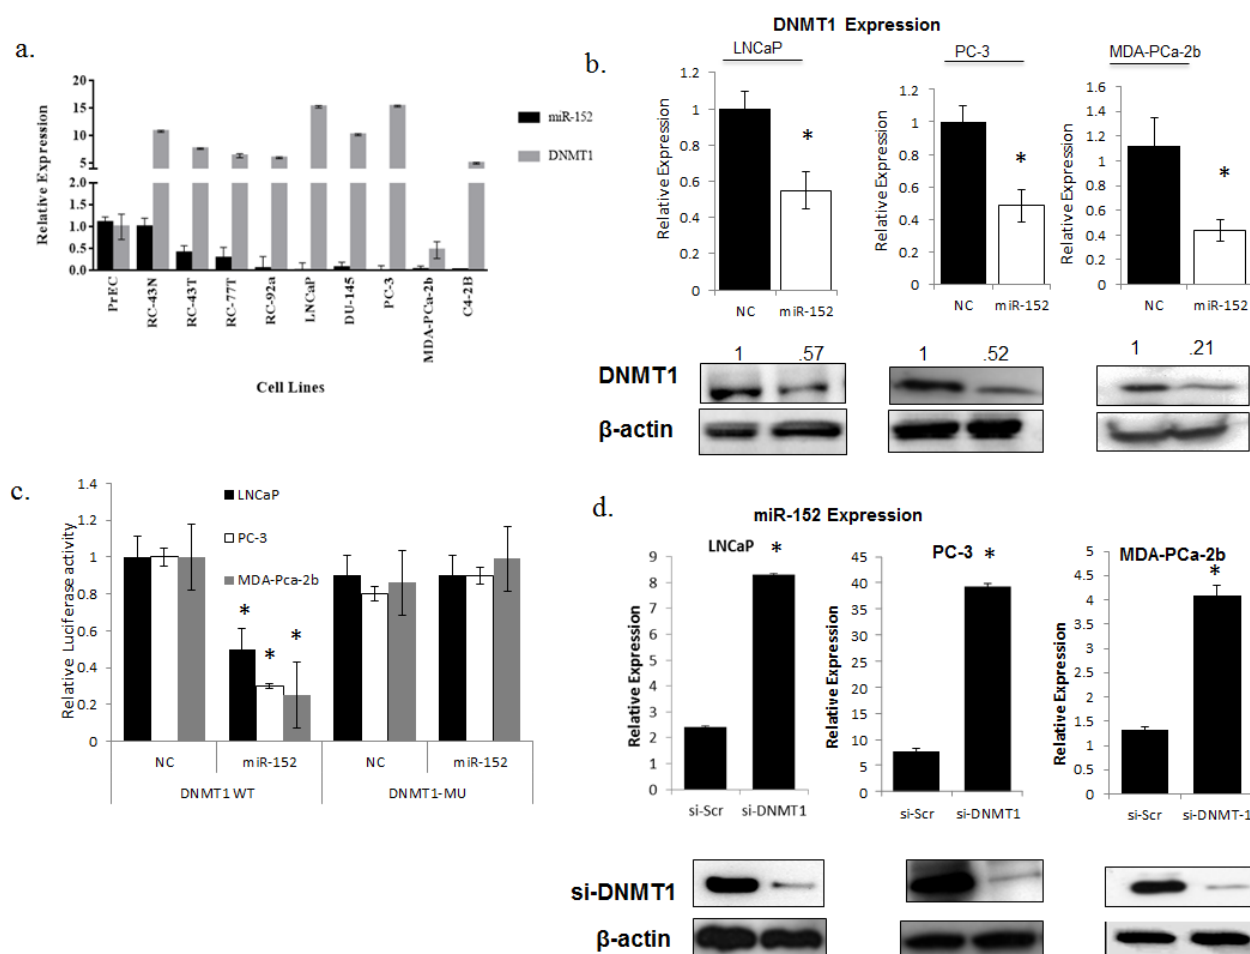 a.
20
15
10
5
2.0
1.5
1.0
0.5
0.0
Relative Expression
miR-152
DNMT1
PrEC
RC-43N
RC-43T
RC-77T
RC-92a
LNCaP
DU-145
PC-3
MDA-PCa-2b
C4-2B
Cell Lines
b.
DNMT1 Expression
LNCaP
1.2
1
0.8
0.6
0.4
0.2
0
Relative Expression
*
NC miR-152
PC-3
1.2
1.0
0.8
0.6
0.4
0.2
0
Relative Expression
*
NC miR-152
MDA-PCa-2b
1.6
1.4
1.2
1.0
0.8
0.6
0.4
0.2
0
Relative Expression
*
NC miR-152
1 .57
1 .52
1 .21
DNMT1
β-actin
c.
1.4
1.2
1
0.8
0.6
0.4
0.2
0
Relative Luciferase activity
LNCaP
PC-3
MDA-Pca-2b
*
*
*
NC miR-152 NC miR-152
DNMT1 WT DNMT1-MU
d.
miR-152 Expression
LNCaP
9
8
7
6
5
4
3
2
1
0
Relative Expression
*
si-Scr si-DNMT1
PC-3
45
40
35
30
25
20
15
10
5
0
Relative Expression
*
si-Scr si-DNMT1
MDA-PCa-2b
5
4.5
4
3.5
3
2.5
2
1.5
1
0.5
0
Relative Expression
*
si-Scr si-DNMT-1
si-DNMT1
β-actin